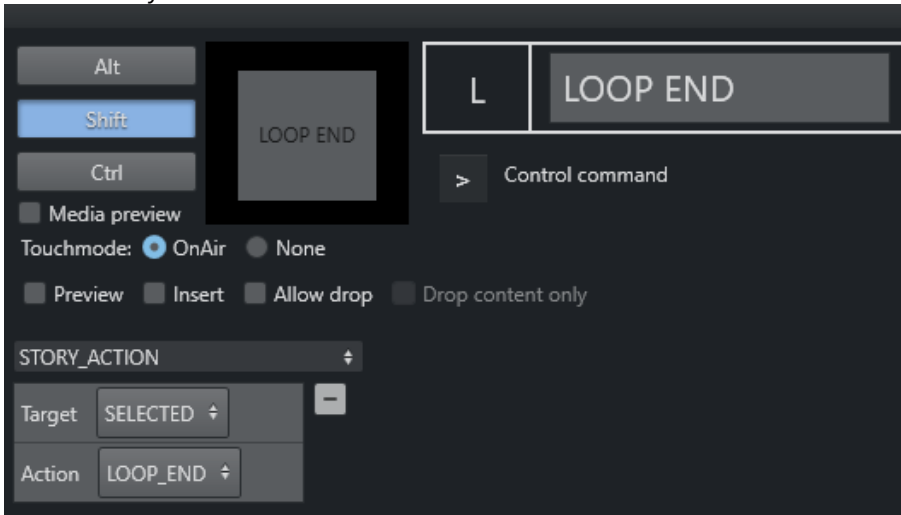 Alt
Shift
Ctrl
LOOP END
L LOOP END
> Control command
Media preview
Touchmode: OnAir None
Preview Insert Allow drop Drop content only
STORY_ACTION
Target SELECTED
Action LOOP_END